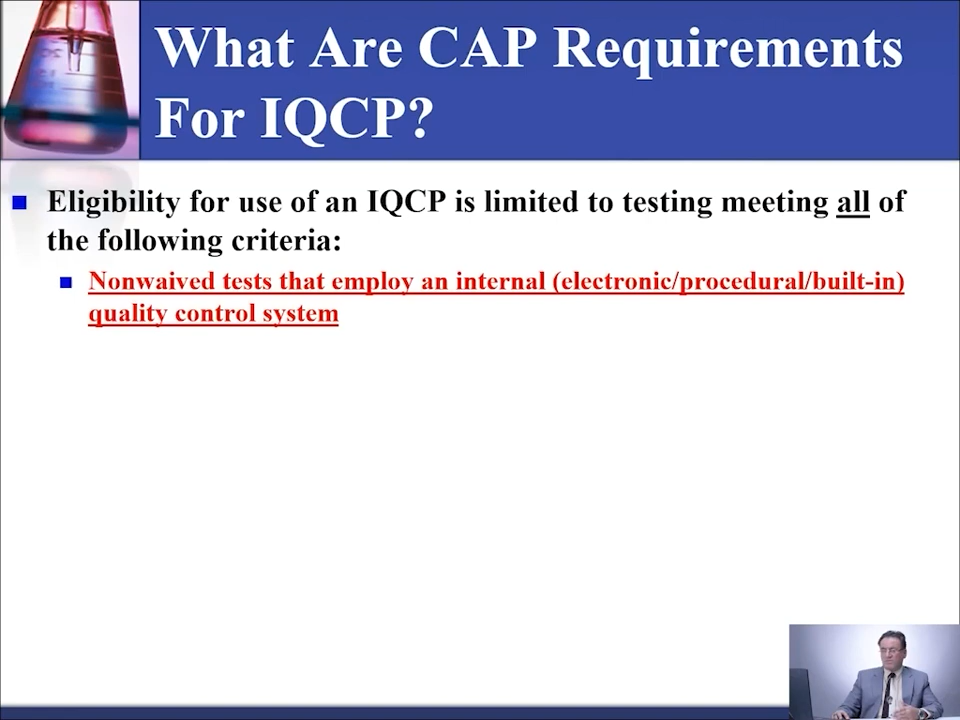 What Are CAP Requirements
For IQCP?
Eligibility for use of an IQCP is limited to testing meeting all of
the following criteria:
Nonwaived tests that employ an internal (electronic/procedural/built-in)
quality control system